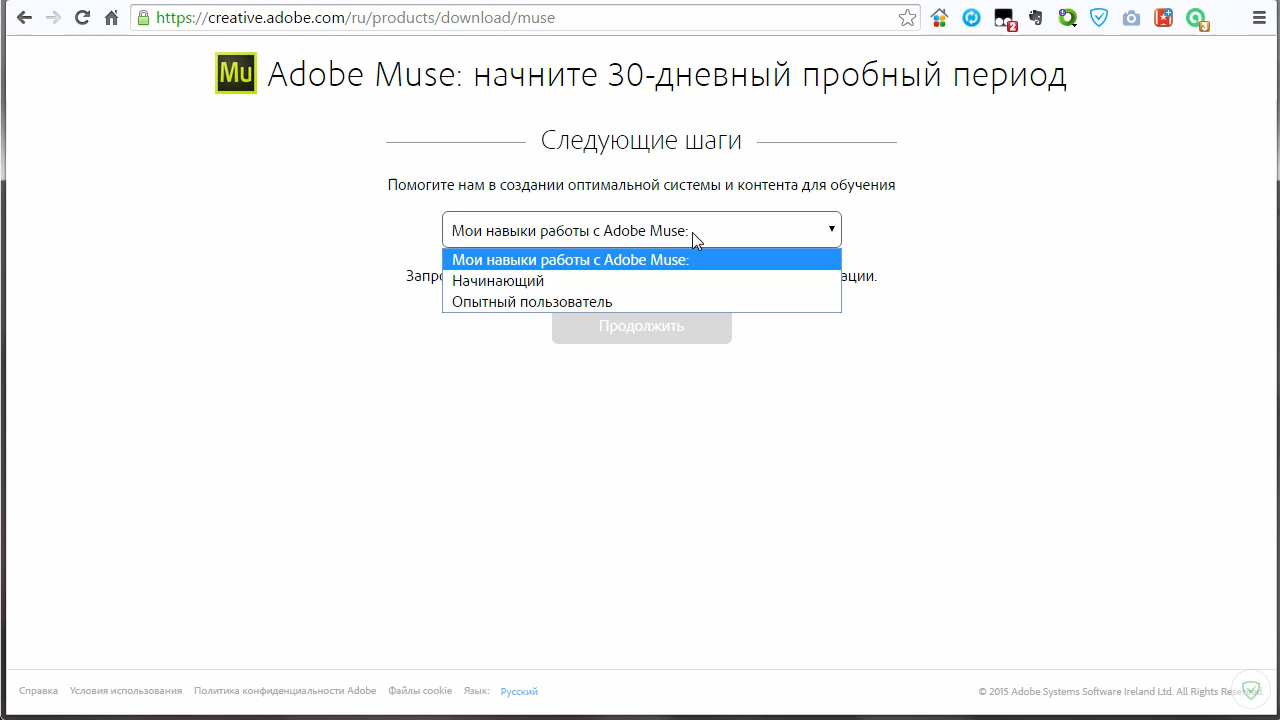 https://creative.adobe.com/ru/products/download/muse
2
3
Mu Adobe Muse: начните 30-дневный пробный период
Следующие шаги
Помогите нам в создании оптимальной системы и контента для обучения
Мои навыки работы с Adobe Muse:
Мои навыки работы с Adobe Muse:
Начинающий
Опытный пользователь
Продолжить
Справка Условия использования Политика конфиденциальности Adobe Файлы cookie Язык: Русский © 2015 Adobe Systems Software Ireland Ltd. All Rights